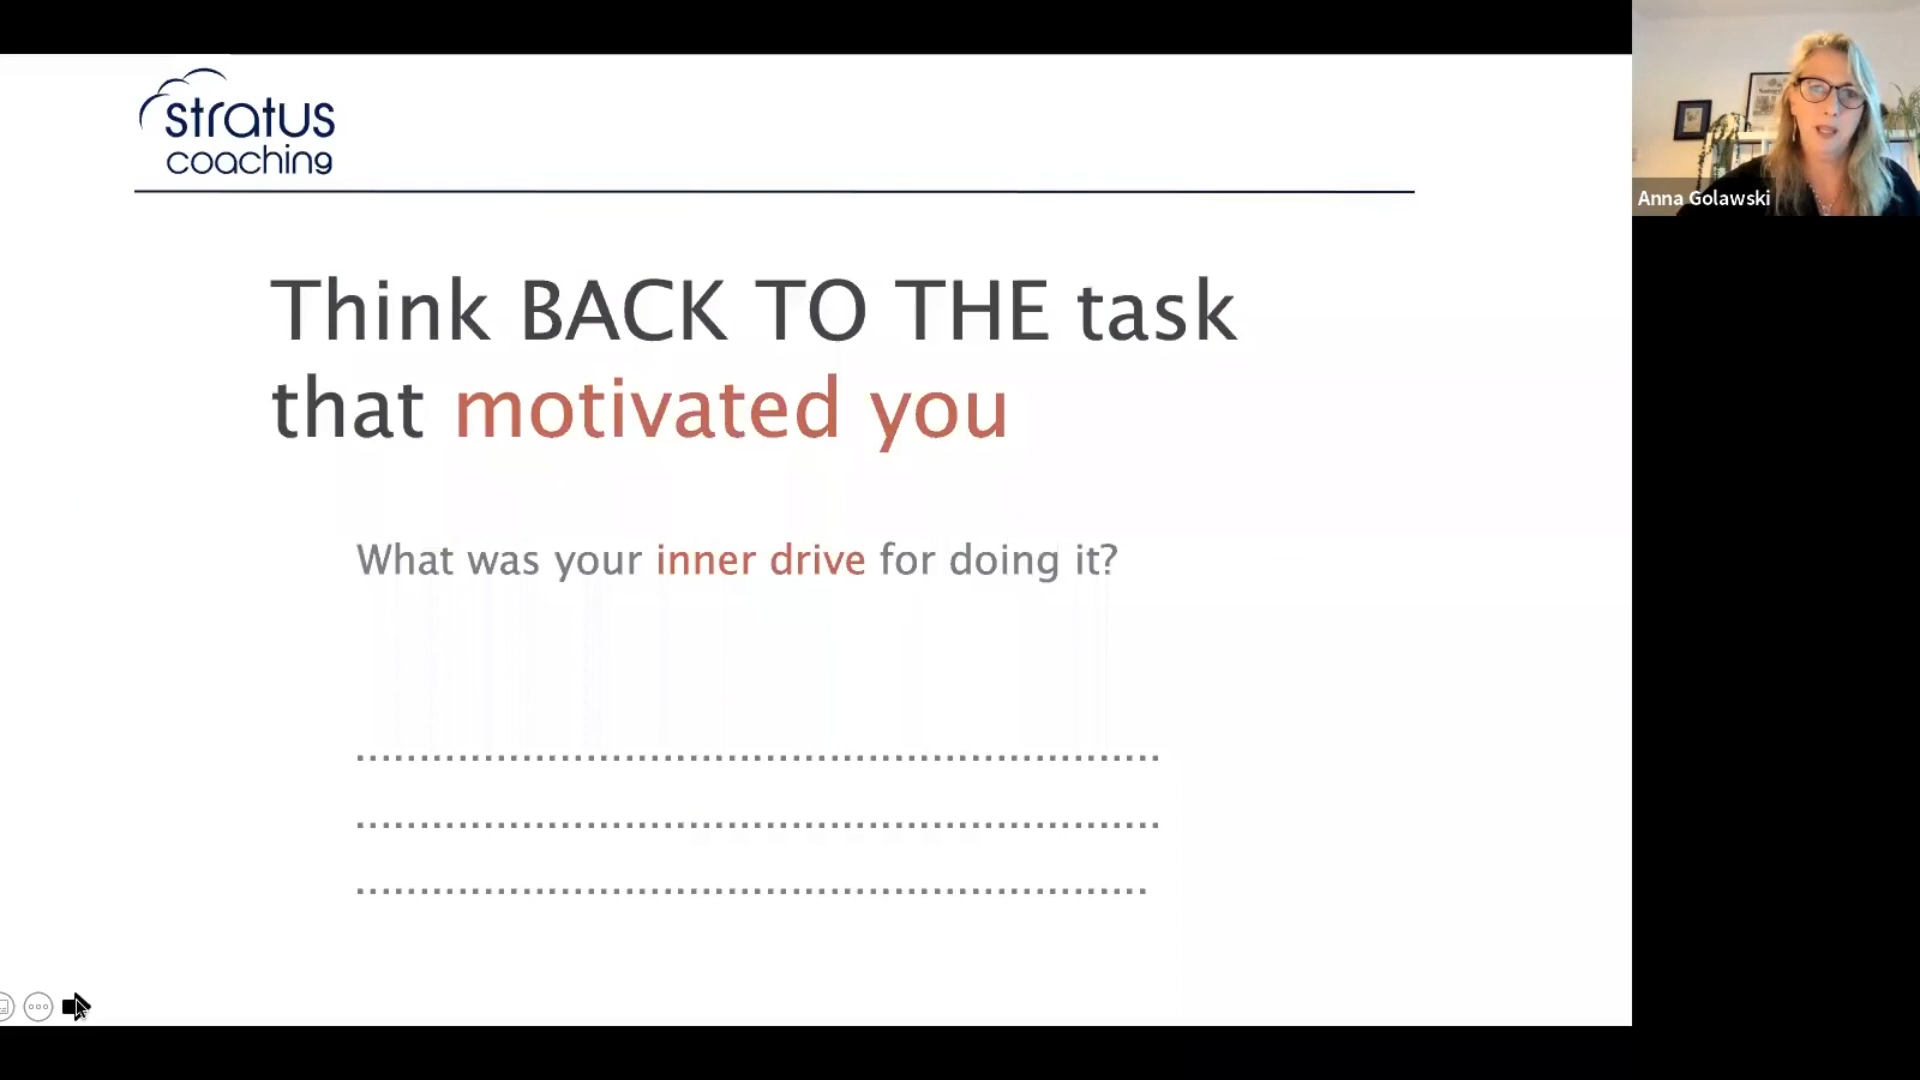 stratus
coaching
Think BACK TO THE task
that motivated you
What was your inner drive for doing it?
...............................................................
...............................................................
..............................................................
Anna Golawski